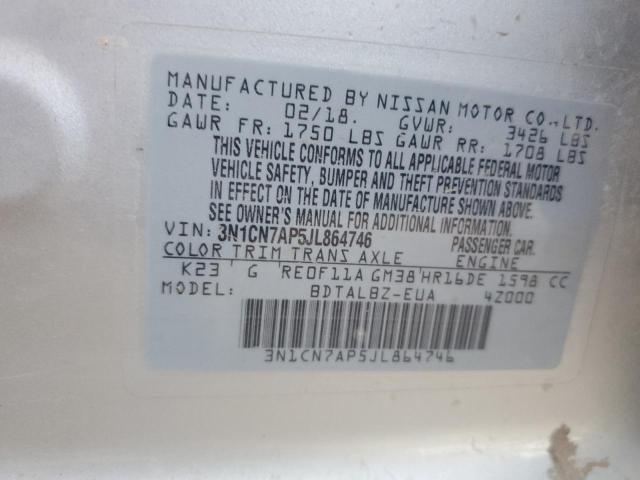 MANUFACTURED BY NISSAN MOTOR CO.,LTD.
DATE: 02/18. GVWR: 3426 LBS
GAWR FR: 1750 LBS GAWR RR: 1708 LBS
THIS VEHICLE CONFORMS TO ALL APPLICABLE FEDERAL MOTOR
VEHICLE SAFETY, BUMPER AND THEFT PREVENTION STANDARDS
IN EFFECT ON THE DATE OF MANUFACTURE SHOWN ABOVE.
SEE OWNER'S MANUAL FOR ADDITIONAL INFORMATION.
VIN: 3N1CN7AP5JL864746 PASSENGER CAR.
COLOR TRIM TRANS AXLE ENGINE
K23 G RE0F11A GM38 HR16DE 1598 CC
BDTALBZ-EUA 4Z000
3N1CN7AP5JL864746